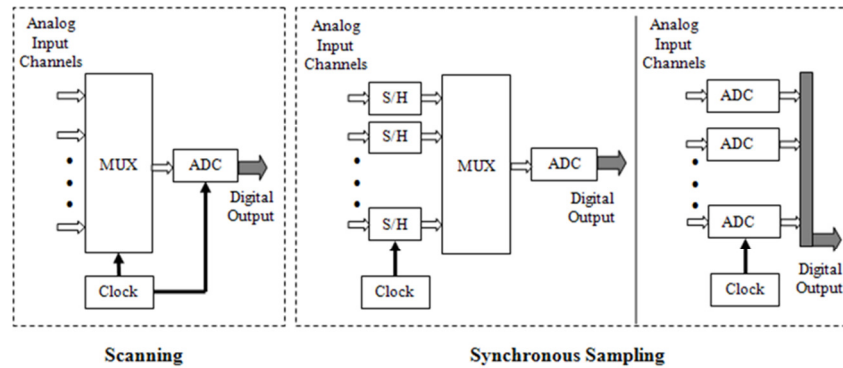 Analog
Input
Channels
MUX
ADC
Digital
Output
Clock
Scanning
Analog
Input
Channels
S/H
S/H
S/H
MUX
ADC
Digital
Output
Clock
Analog
Input
Channels
ADC
ADC
ADC
Digital
Output
Clock
Synchronous Sampling